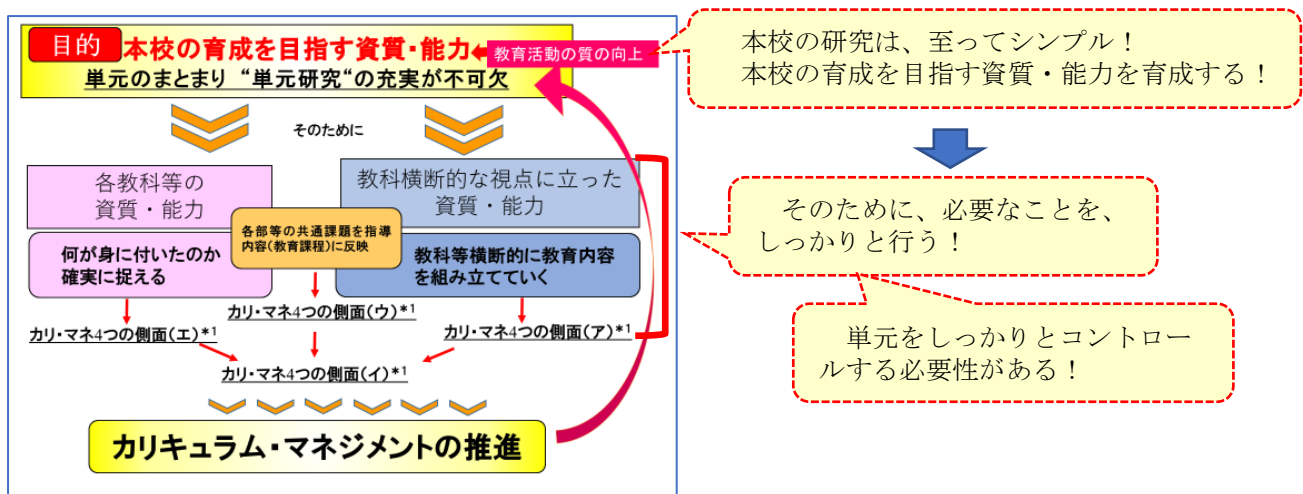 目的 本校の育成を目指す資質・能力
教育活動の質の向上
単元のまとまり “単元研究“の充実が不可欠
そのために
各教科等の
資質・能力
教科横断的な視点に立った
資質・能力
各部等の共通課題を指導
内容(教育課程)に反映
何が身に付いたのか
確実に捉える
教科等横断的に教育内容
を組み立てていく
カリ・マネ4つの側面(ウ)*1
カリ・マネ4つの側面(エ)*1
カリ・マネ4つの側面(ア)*1
カリ・マネ4つの側面(イ)*1
カリキュラム・マネジメントの推進
本校の研究は、至ってシンプル!
本校の育成を目指す資質・能力を育成する!
そのために、必要なことを、
しっかりと行う!
単元をしっかりとコントロー
ルする必要性がある!